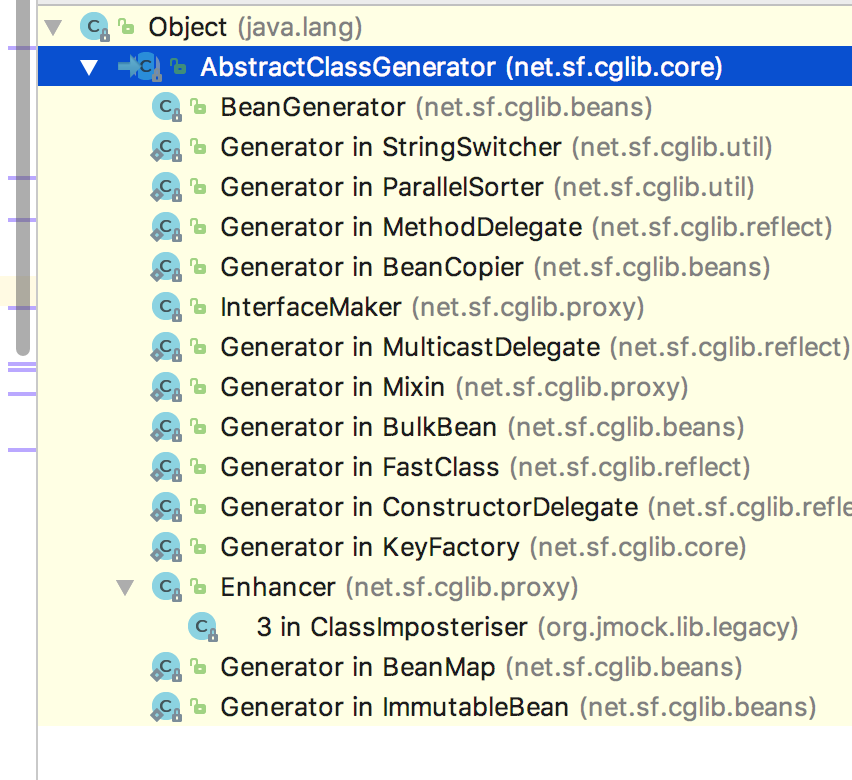 Object (java.lang)
AbstractClassGenerator (net.sf.cglib.core)
BeanGenerator (net.sf.cglib.beans)
Generator in StringSwitcher (net.sf.cglib.util)
Generator in ParallelSorter (net.sf.cglib.util)
Generator in MethodDelegate (net.sf.cglib.reflect)
Generator in BeanCopier (net.sf.cglib.beans)
InterfaceMaker (net.sf.cglib.proxy)
Generator in MulticastDelegate (net.sf.cglib.reflect)
Generator in Mixin (net.sf.cglib.proxy)
Generator in BulkBean (net.sf.cglib.beans)
Generator in FastClass (net.sf.cglib.reflect)
Generator in ConstructorDelegate (net.sf.cglib.refle
Generator in KeyFactory (net.sf.cglib.core)
Enhancer (net.sf.cglib.proxy)
3 in ClassImposteriser (org.jmock.lib.legacy)
Generator in BeanMap (net.sf.cglib.beans)
Generator in ImmutableBean (net.sf.cglib.beans)